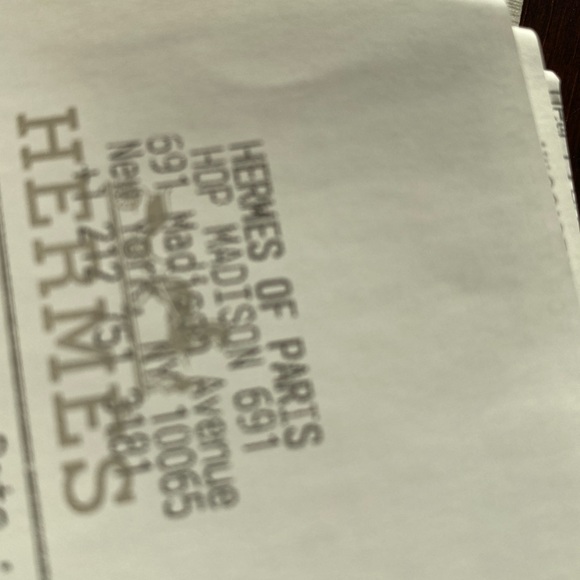 HERMES OF PARIS
HOP MADISON 691
691 Madison Avenue
New York, NY 10065
HERMES